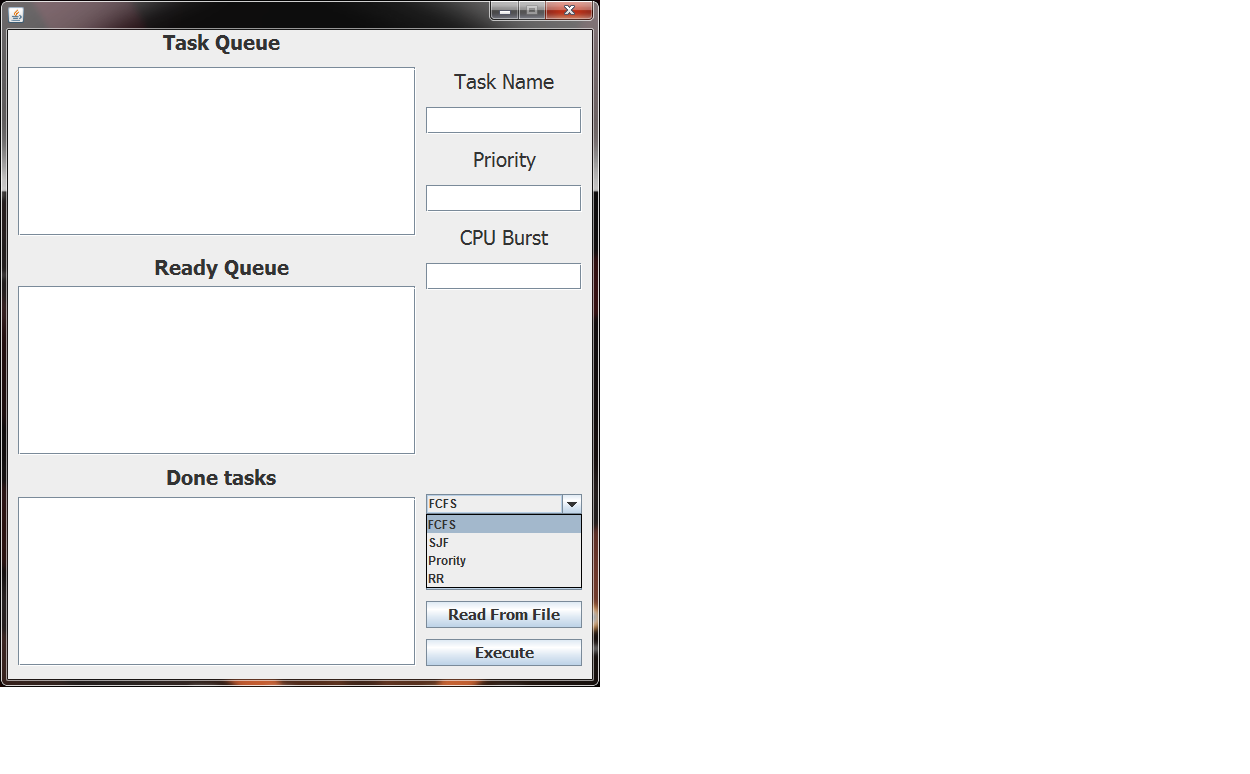 Task Queue
Task Name
Priority
CPU Burst
Ready Queue
Done tasks
FCFS
FCFS
SJF
Prority
RR
Read From File
Execute